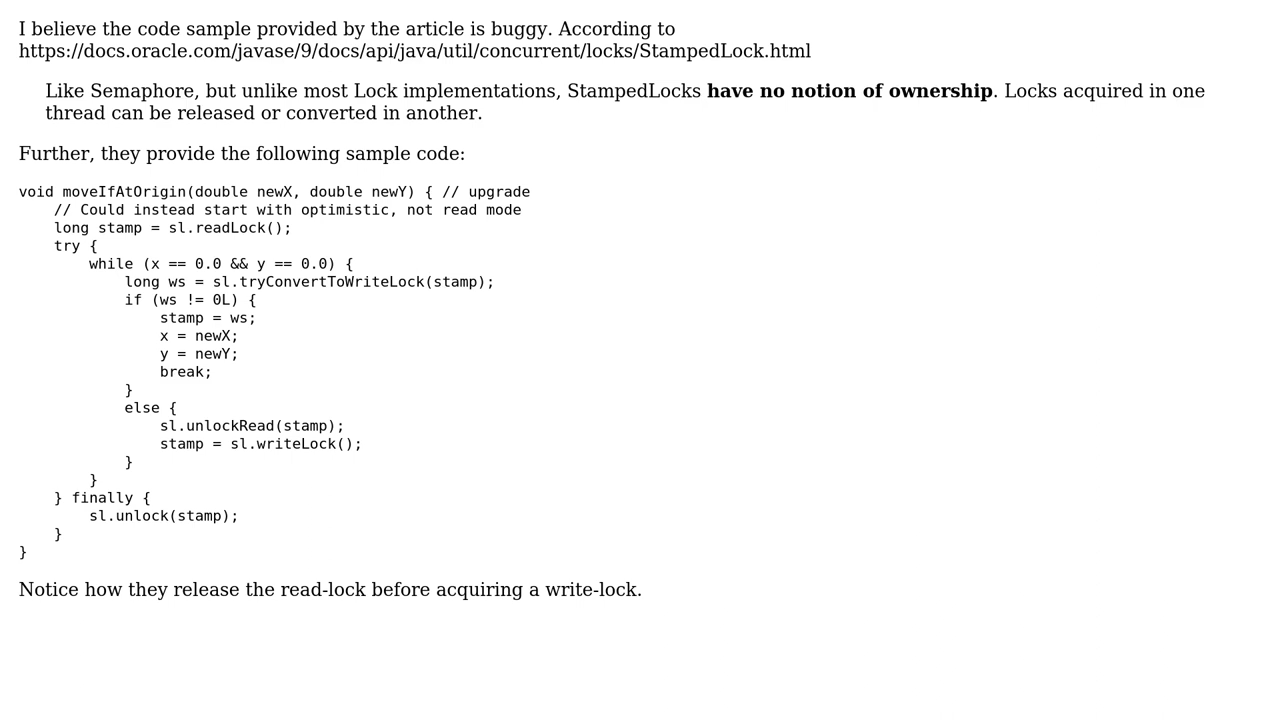 I believe the code sample provided by the article is buggy. According to
https://docs.oracle.com/javase/9/docs/api/java/util/concurrent/locks/StampedLock.html
Like Semaphore, but unlike most Lock implementations, StampedLocks have no notion of ownership. Locks acquired in one
thread can be released or converted in another.
Further, they provide the following sample code:
void moveIfAtOrigin(double newX, double newY) { // upgrade
    // Could instead start with optimistic, not read mode
    long stamp = sl.readLock();
    try {
        while (x == 0.0 && y == 0.0) {
            long ws = sl.tryConvertToWriteLock(stamp);
            if (ws != 0L) {
                stamp = ws;
                x = newX;
                y = newY;
                break;
            }
            else {
                sl.unlockRead(stamp);
                stamp = sl.writeLock();
            }
        }
    } finally {
        sl.unlock(stamp);
    }
}
Notice how they release the read-lock before acquiring a write-lock.